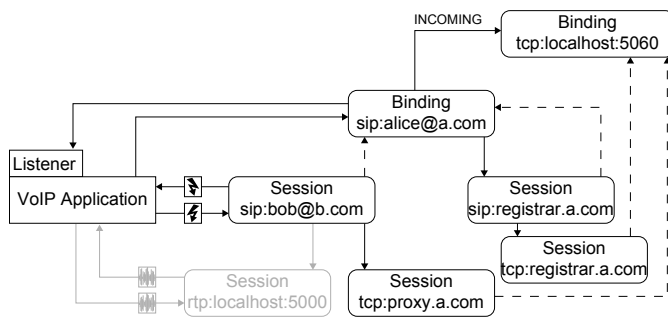 INCOMING
Binding
tcp:localhost:5060
Binding
sip:alice@a.com
Listener
VoIP Application
Session
sip:bob@b.com
Session
sip:registrar.a.com
Session
tcp:registrar.a.com
Session
rtp:localhost:5000
Session
tcp:proxy.a.com